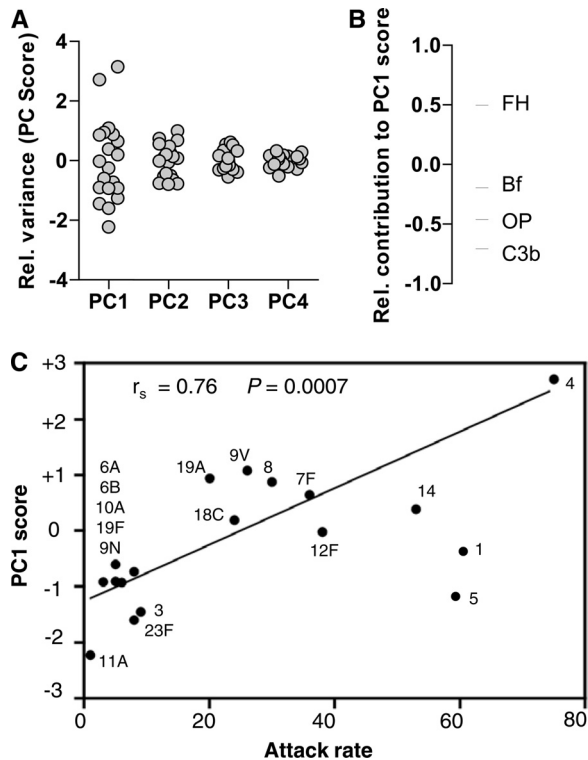 A
Rel. variance (PC Score)
4
2
0
-2
-4
PC1 PC2 PC3 PC4
B
Rel. contribution to PC1 score
1.0
0.5
0.0
-0.5
-1.0
FH
Bf
OP
C3b
C
PC1 score
+3
+2
+1
0
-1
-2
-3
rs = 0.76 P = 0.0007
4
9V
19A
8
7F
6A
6B
10A
19F
9N
18C
14
12F
1
5
3
23F
11A
0 20 40 60 80
Attack rate